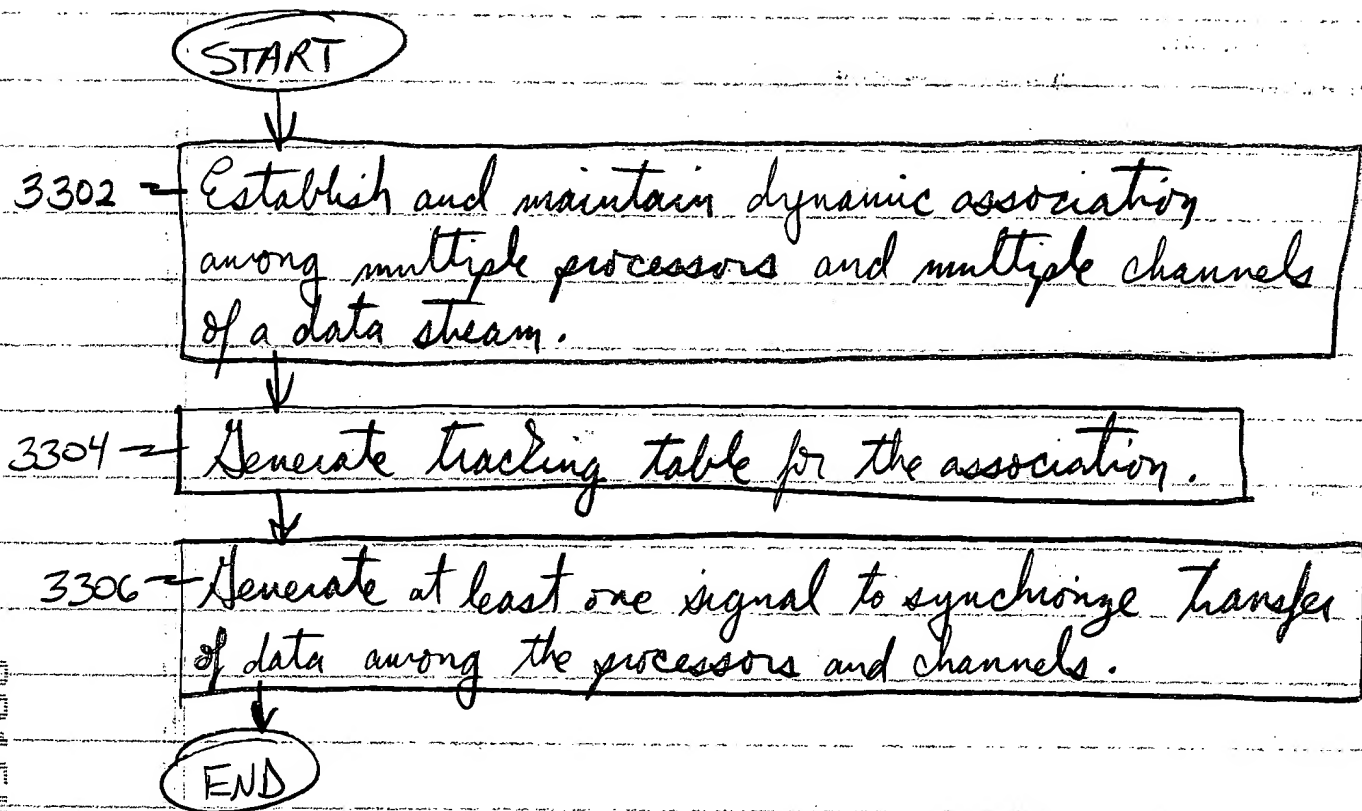 START
3302 Establish and maintain dynamic association
among multiple processors and multiple channels
of a data stream.
3304 Generate tracking table for the association.
3306 Generate at least one signal to synchronize transfer
of data among the processors and channels.
END